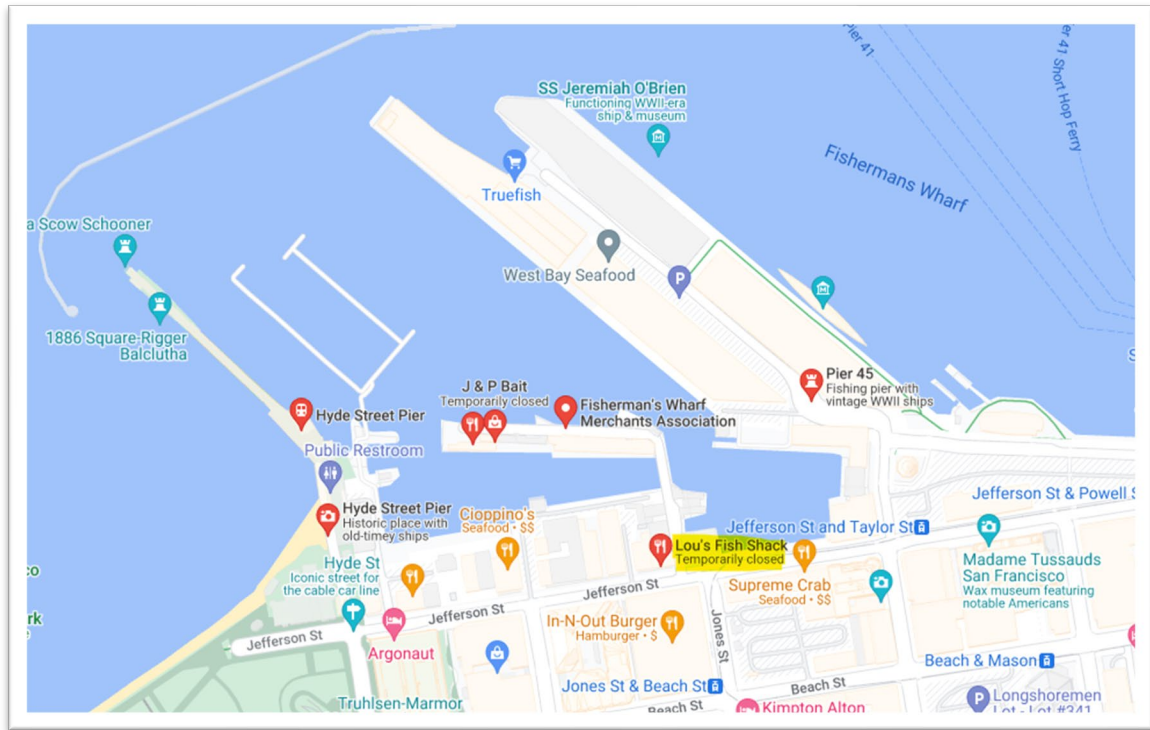 Pier 41
Pier 41 Short Hop Ferry
SS Jeremiah O'Brien
Functioning WWII-era
ship & museum
Fishermans Wharf
Truefish
a Scow Schooner
West Bay Seafood
P
1886 Square-Rigger
Balclutha
Pier 45
Fishing pier with
vintage WWII ships
J & P Bait
Temporarily closed
Fisherman's Wharf
Merchants Association
Hyde Street Pier
Public Restroom
Hyde Street Pier
Historic place with
old-timey ships
Cioppino's
Seafood • $$
Jefferson St & Powell S
Jefferson St and Taylor St
Lou's Fish Shack
Temporarily closed
Hyde St
Iconic street for
the cable car line
Madame Tussauds
San Francisco
Wax museum featuring
notable Americans
co
Supreme Crab
Seafood • $$
Jefferson St
In-N-Out Burger
Hamburger • $
Jones St
rk
Jefferson St
Argonaut
Beach & Mason
Jones St & Beach St
Beach St
Truhlsen-Marmor
Beach St
Kimpton Alton
P
Longshoremen
Lot - Lot #341